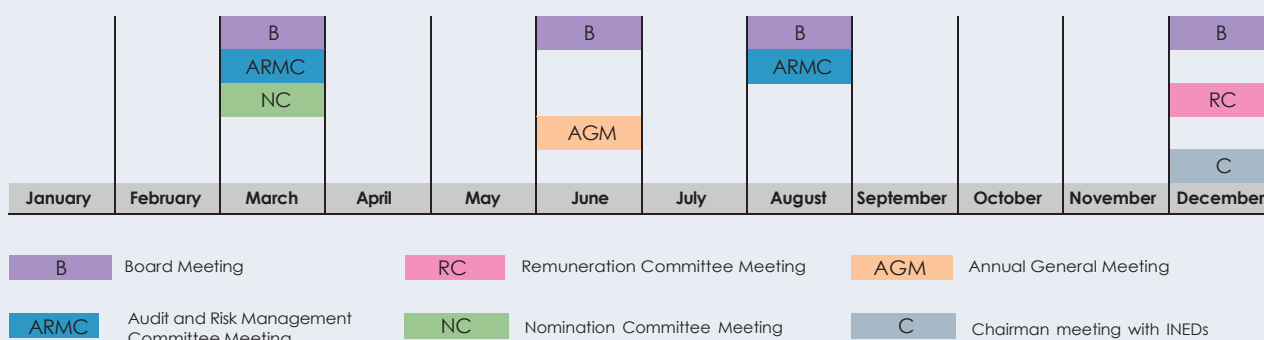 B B B B
ARMC ARMC
NC RC
AGM
C
January February March April May June July August September October November December
B Board Meeting RC Remuneration Committee Meeting AGM Annual General Meeting
ARMC Audit and Risk Management
Committee Meeting
NC Nomination Committee Meeting C Chairman meeting with INEDs